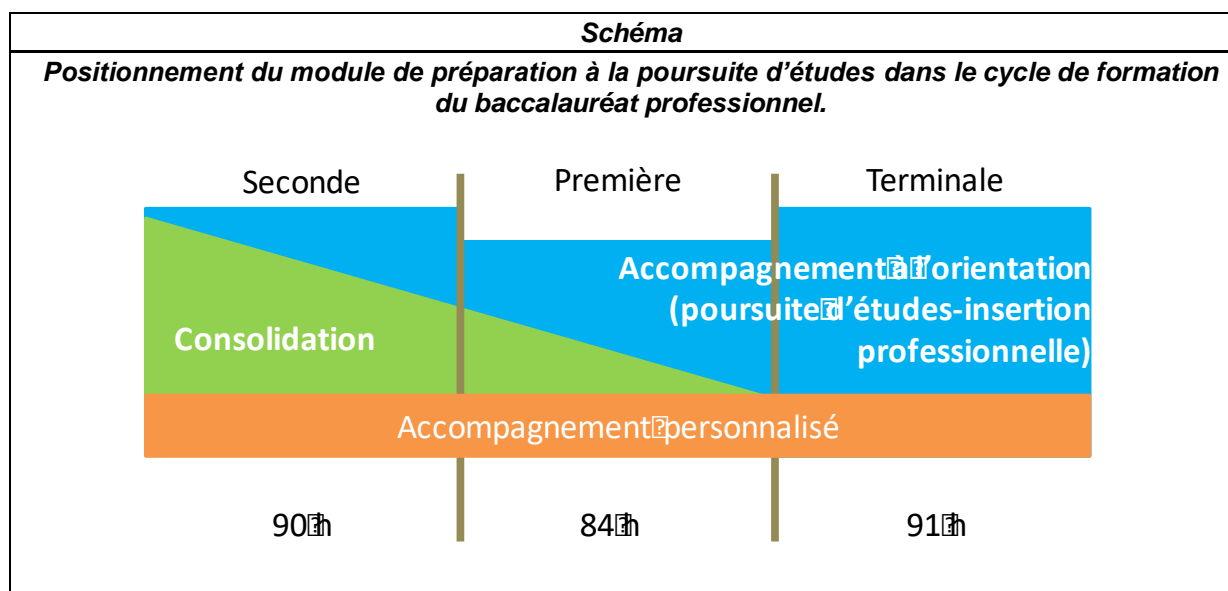 Schéma
Positionnement du module de préparation à la poursuite d'études dans le cycle de formation
du baccalauréat professionnel.
Seconde
Première
Terminale
Accompagnement à l'orientation
(poursuite d'études-insertion
professionnelle)
Consolidation
Accompagnement personnalisé
90 h
84 h
91 h